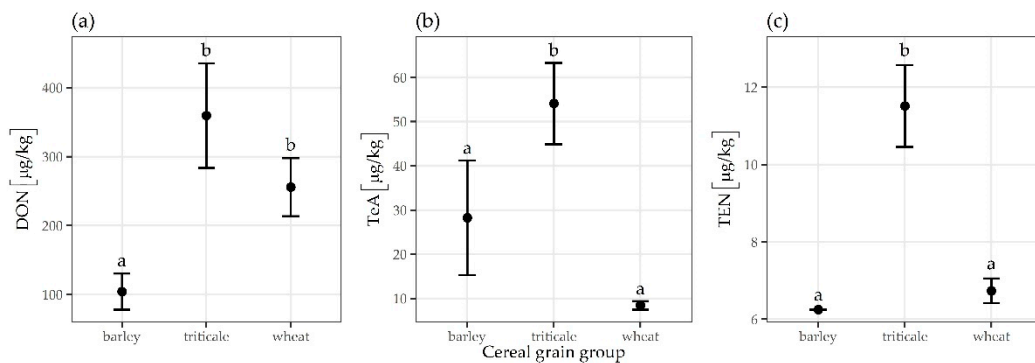 (a)
DON [µg/kg]
400
300
200
100
a
b
b
barley
triticale
wheat
(b)
TeA [µg/kg]
60
50
40
30
20
10
a
b
a
barley
triticale
wheat
(c)
TEN [µg/kg]
12
10
8
6
a
b
a
barley
triticale
wheat
Cereal grain group